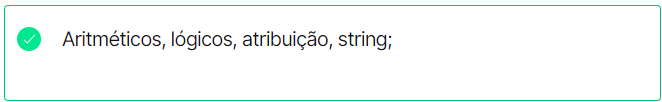 Aritméticos, lógicos, atribuição, string;